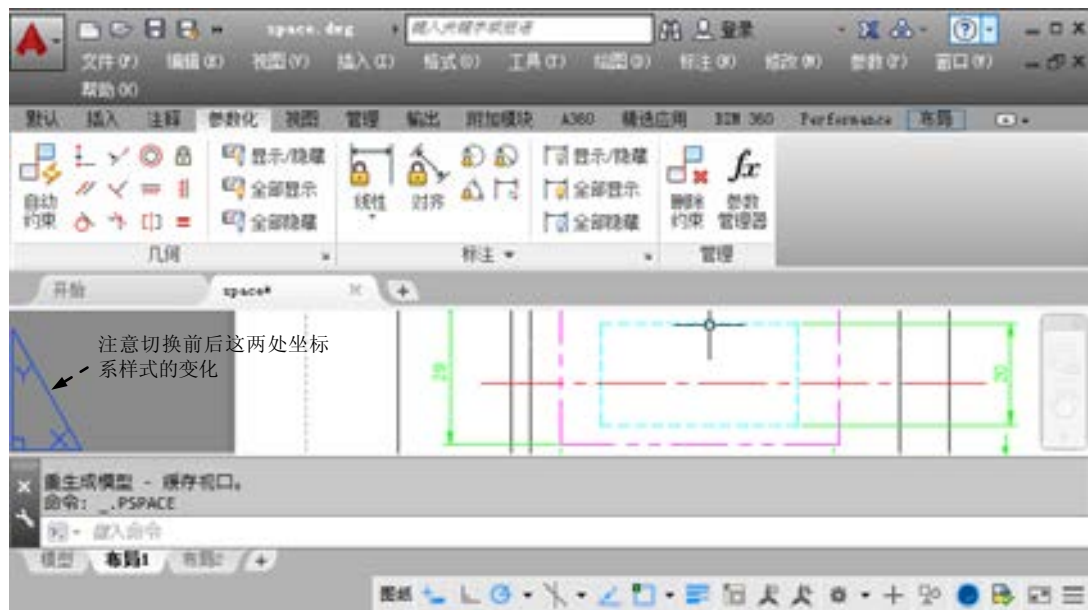 space.dwg 键入关键字或短语 登录
文件(F) 编辑(E) 视图(V) 插入(I) 格式(O) 工具(T) 绘图(D) 标注(N) 修改(M) 参数(P) 窗口(W)
帮助(H)
默认 插入 注释 参数化 视图 管理 输出 附加模块 A360 精选应用 BIM 360 Performance 布局
自动约束
显示/隐藏
全部显示
全部隐藏
线性
对齐
显示/隐藏
全部显示
全部隐藏
删除约束
fx
参数管理器
几何 标注 管理
开始 space*
注意切换前后这两处坐标
系样式的变化
重生成模型 - 缓存视口。
命令: _.PSPACE
键入命令
模型 布局1 布局2
图纸